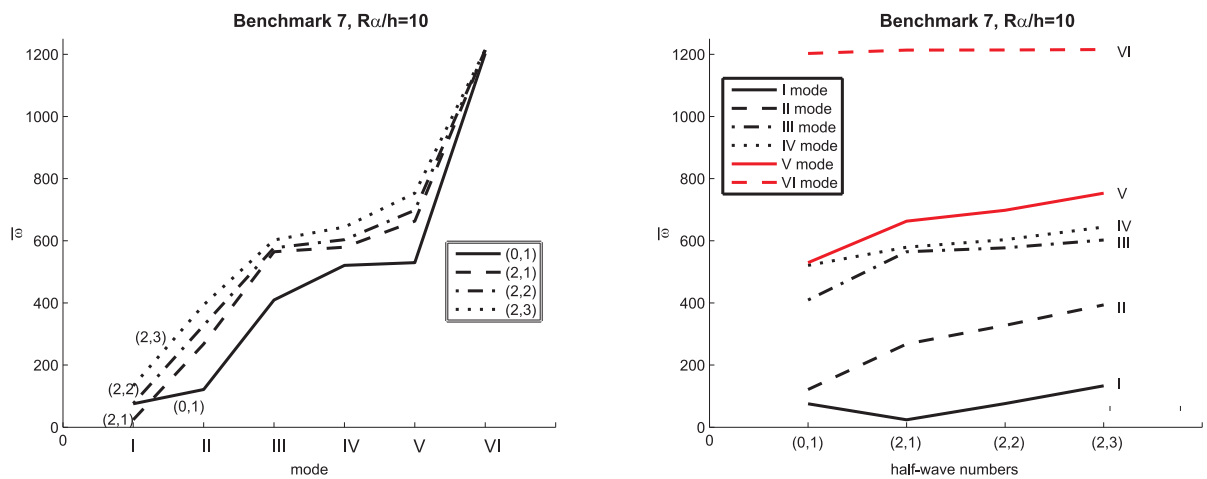 Benchmark 7, Rα/h=10
1200
1000
800
600
400
200
0
ω
(0,1)
(2,1)
(2,2)
(2,3)
(2,3)
(2,2)
(2,1)
(0,1)
0
I
II
III
IV
V
VI
mode
Benchmark 7, Rα/h=10
1200
1000
800
600
400
200
0
ω
I mode
II mode
III mode
IV mode
V mode
VI mode
VI
V
IV
III
II
I
0
(0,1)
(2,1)
(2,2)
(2,3)
half-wave numbers